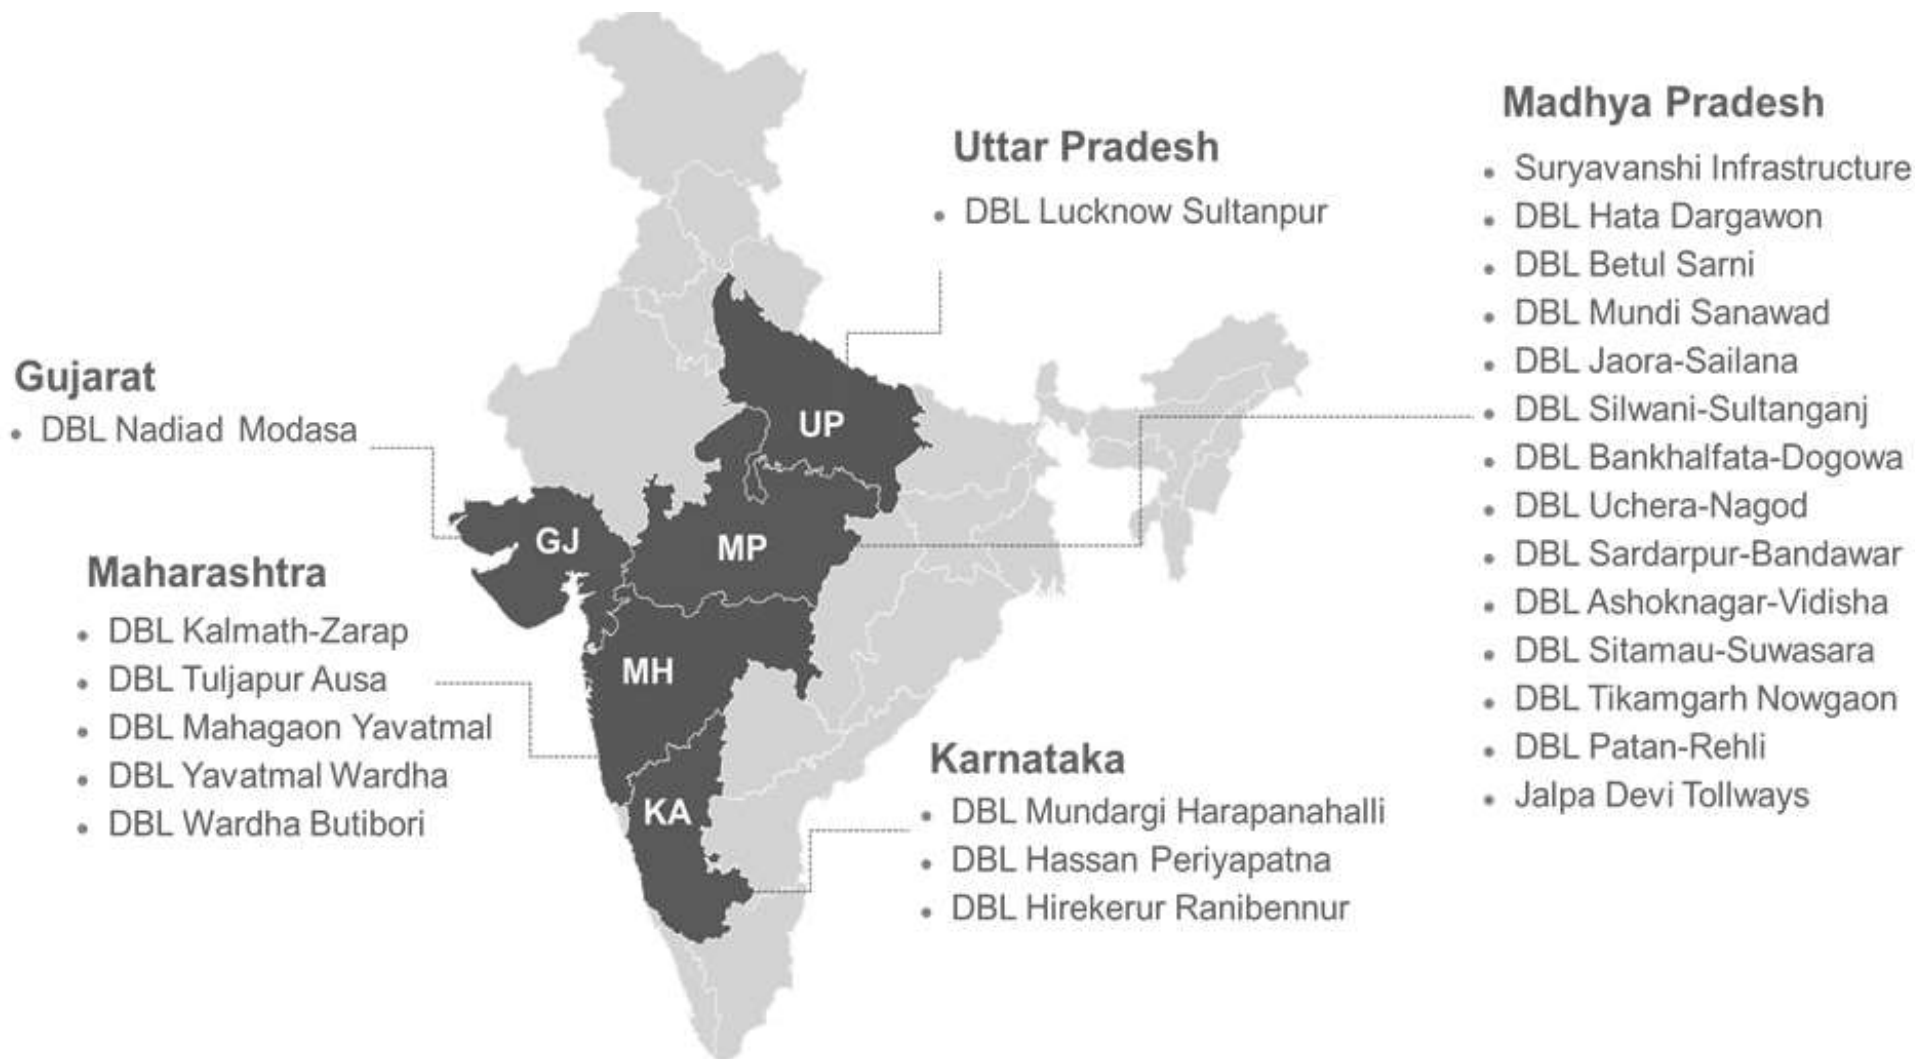 Madhya Pradesh
• Suryavanshi Infrastructure
• DBL Hata Dargawon
• DBL Betul Sarni
• DBL Mundi Sanawad
• DBL Jaora-Sailana
• DBL Silwani-Sultanganj
• DBL Bankhalfata-Dogowa
• DBL Uchera-Nagod
• DBL Sardarpur-Bandawar
• DBL Ashoknagar-Vidisha
• DBL Sitamau-Suwasara
• DBL Tikamgarh Nowgaon
• DBL Patan-Rehli
• Jalpa Devi Tollways
Uttar Pradesh
• DBL Lucknow Sultanpur
Gujarat
• DBL Nadiad Modasa
Maharashtra
• DBL Kalmath-Zarap
• DBL Tuljapur Ausa
• DBL Mahagaon Yavatmal
• DBL Yavatmal Wardha
• DBL Wardha Butibori
Karnataka
• DBL Mundargi Harapanahalli
• DBL Hassan Periyapatna
• DBL Hirekerur Ranibennur
UP
GJ
MP
MH
KA